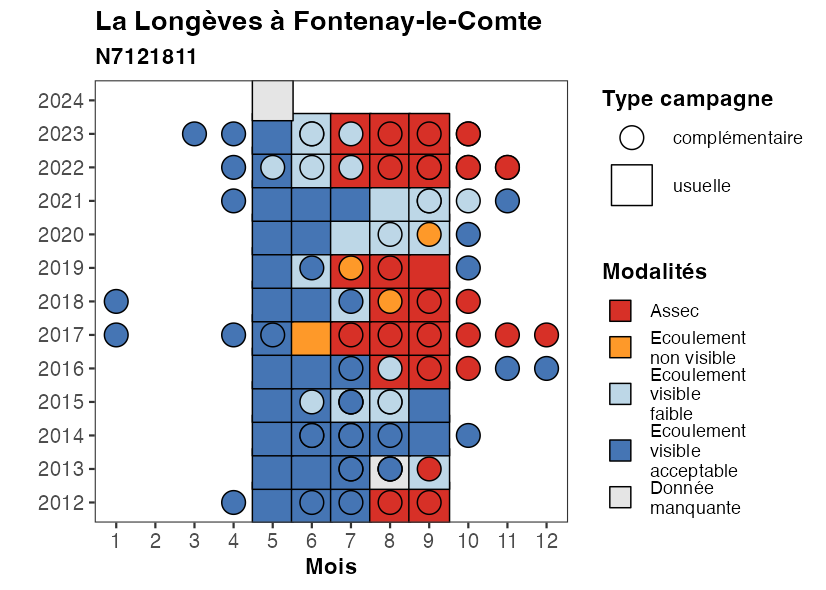 La Longèves à Fontenay-le-Comte
N7121811
2024
2023
2022
2021
2020
2019
2018
2017
2016
2015
2014
2013
2012
1 2 3 4 5 6 7 8 9 10 11 12
Mois
Type campagne
complémentaire
usuelle
Modalités
Assec
Ecoulement
non visible
Ecoulement
visible
faible
Ecoulement
visible
acceptable
Donnée
manquante